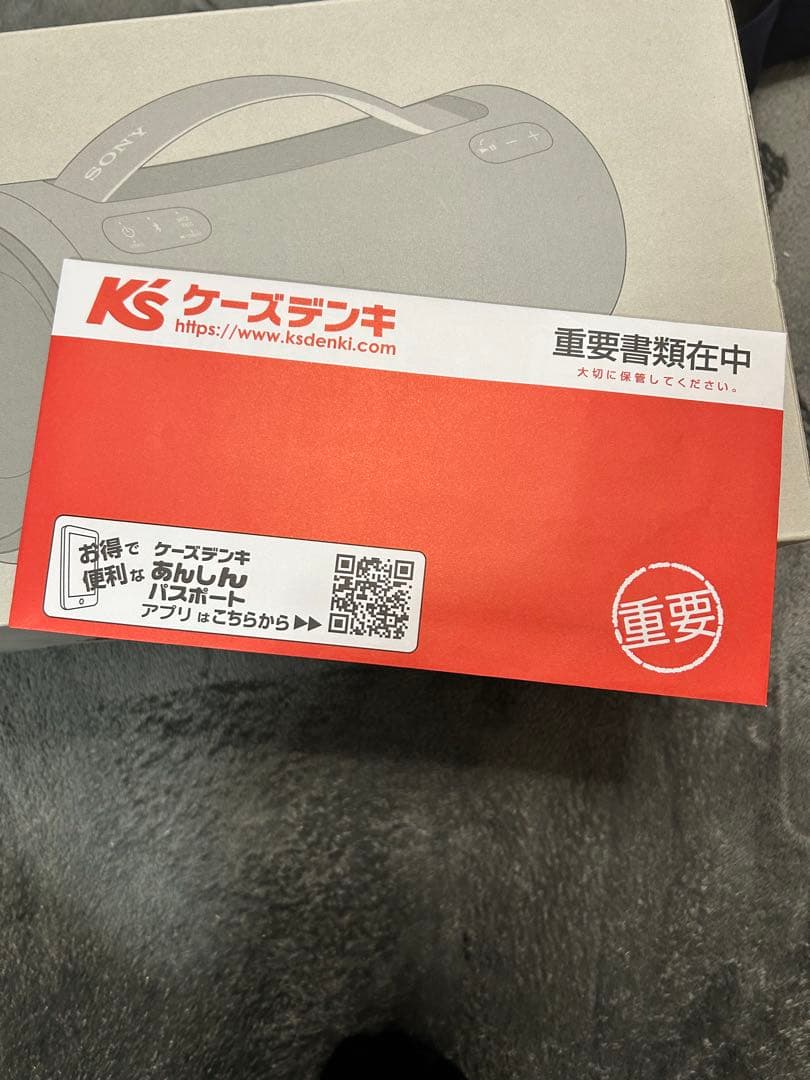 SONY
K's ケーズデンキ
https://www.ksdenki.com
重要書類在中
大切に保管してください。
お得で
便利な
ケーズデンキ
あんしん
パスポート
アプリはこちらから▶▶
重要